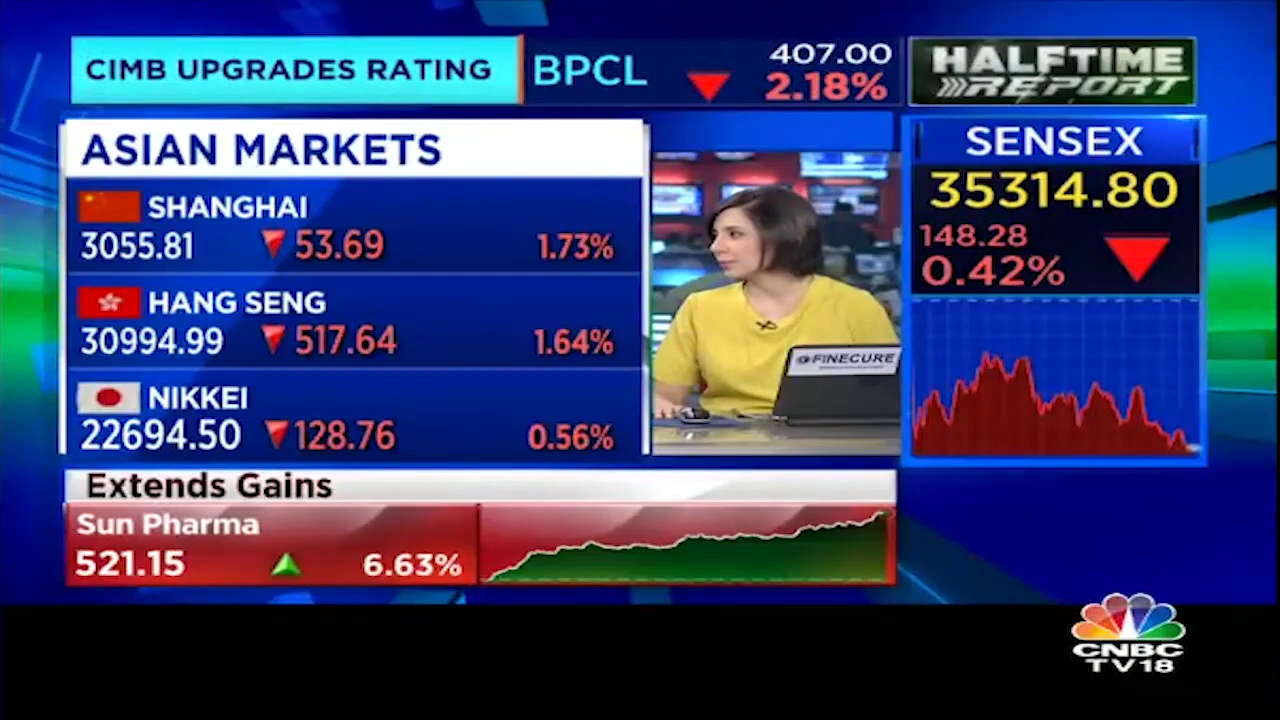 CIMB UPGRADES RATING
BPCL
407.00
2.18%
HALFTIME
REPORT
ASIAN MARKETS
SHANGHAI
3055.81 53.69 1.73%
HANG SENG
30994.99 517.64 1.64%
NIKKEI
22694.50 128.76 0.56%
FINECURE
SENSEX
35314.80
148.28
0.42%
Extends Gains
Sun Pharma
521.15 6.63%
CNBC
TV18